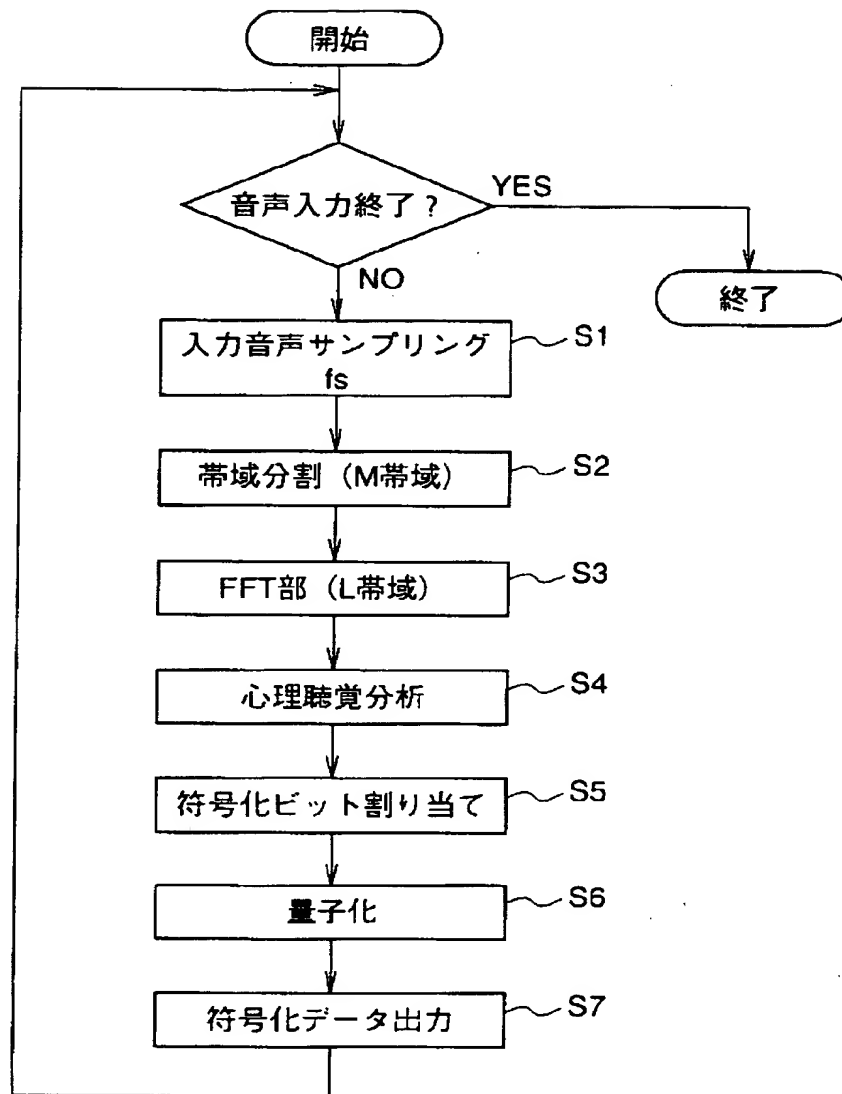 開始
音声入力終了?
YES
NO
終了
入力音声サンプリング
fs
S1
帯域分割(M帯域)
S2
FFT部(L帯域)
S3
心理聴覚分析
S4
符号化ビット割り当て
S5
量子化
S6
符号化データ出力
S7